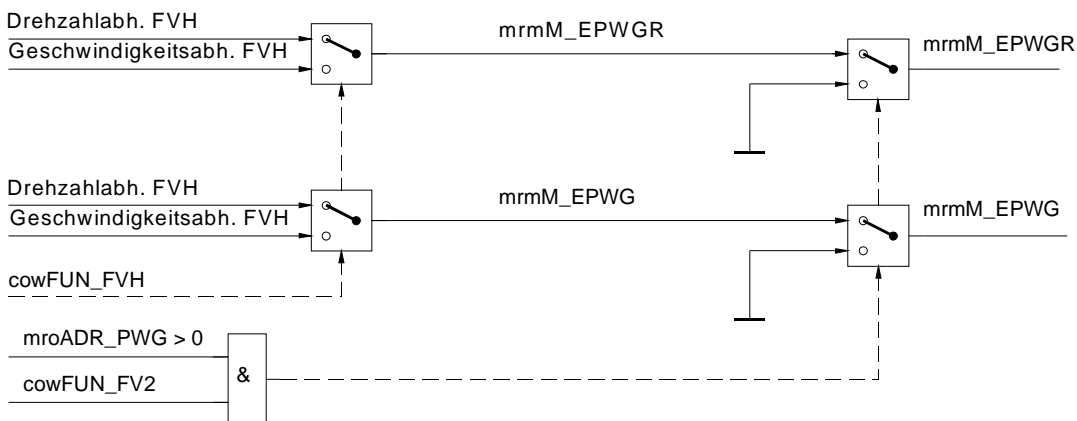 Drehzahlabh. FVH
Geschwindigkeitsabh. FVH
mrmM_EPWGR
mrmM_EPWGR
Drehzahlabh. FVH
Geschwindigkeitsabh. FVH
mrmM_EPWG
mrmM_EPWG
cowFUN_FVH
mroADR_PWG > 0
cowFUN_FV2
&